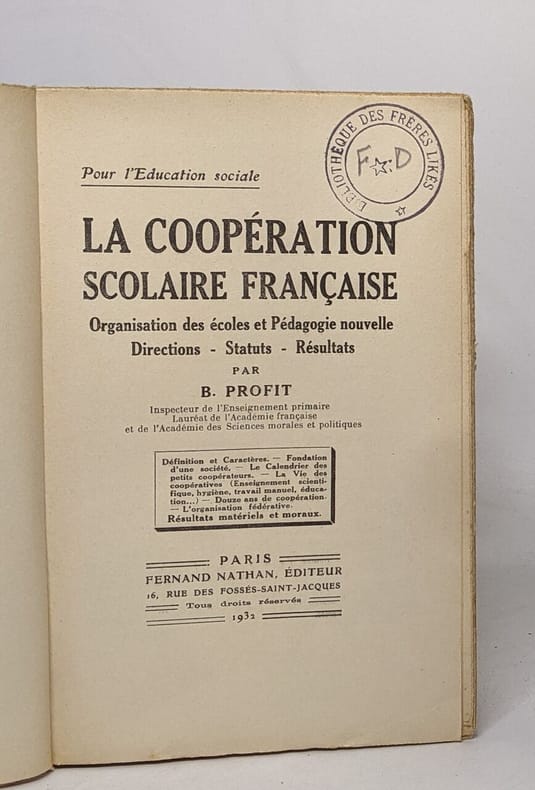 BIBLIOTHÈQUE DES FRÈRES LIKÈS
F D
Pour l'Education sociale
LA COOPÉRATION
SCOLAIRE FRANÇAISE
Organisation des écoles et Pédagogie nouvelle
Directions - Statuts - Résultats
PAR
B. PROFIT
Inspecteur de l'Enseignement primaire
Lauréat de l'Académie française
et de l'Académie des Sciences morales et politiques
Définition et Caractères. — Fondation
d'une société. — Le Calendrier des
petits coopérateurs. — La Vie des
coopératives (Enseignement scienti-
fique, hygiène, travail manuel, éduca-
tion...) — Douze ans de coopération.
— L'organisation fédérative.
Résultats matériels et moraux.
PARIS
FERNAND NATHAN, ÉDITEUR
16, RUE DES FOSSÉS-SAINT-JACQUES
Tous droits réservés
1932